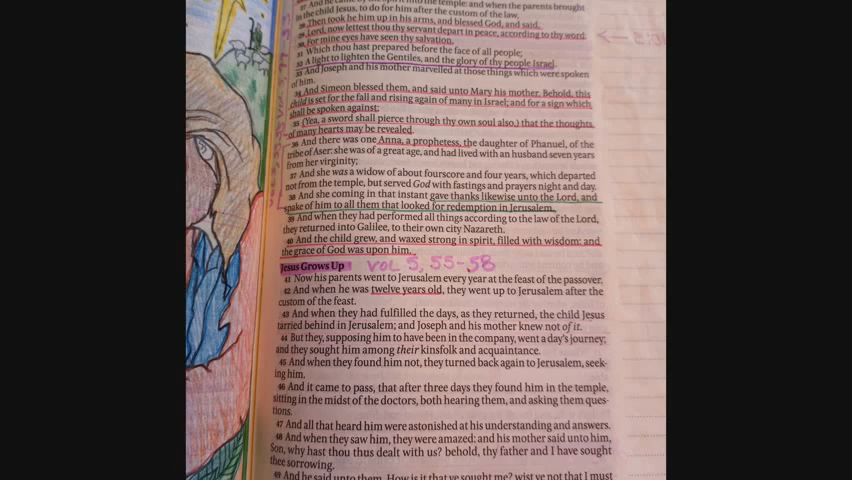 27 And he came by the Spirit into the temple: and when the parents brought
in the child Jesus, to do for him after the custom of the law,
28 Then took he him up in his arms, and blessed God, and said,
29 Lord, now lettest thou thy servant depart in peace, according to thy word:
30 For mine eyes have seen thy salvation,
31 Which thou hast prepared before the face of all people;
32 A light to lighten the Gentiles, and the glory of thy people Israel.
33 And Joseph and his mother marvelled at those things which were spoken
of him.
34 And Simeon blessed them, and said unto Mary his mother, Behold, this
child is set for the fall and rising again of many in Israel; and for a sign which
shall be spoken against;
35 (Yea, a sword shall pierce through thy own soul also,) that the thoughts
of many hearts may be revealed.
36 And there was one Anna, a prophetess, the daughter of Phanuel, of the
tribe of Aser: she was of a great age, and had lived with an husband seven years
from her virginity;
37 And she was a widow of about fourscore and four years, which departed
not from the temple, but served God with fastings and prayers night and day.
38 And she coming in that instant gave thanks likewise unto the Lord, and
spake of him to all them that looked for redemption in Jerusalem.
39 And when they had performed all things according to the law of the Lord,
they returned into Galilee, to their own city Nazareth.
40 And the child grew, and waxed strong in spirit, filled with wisdom: and
the grace of God was upon him.
Jesus Grows Up VOL 5, 55-58
41 Now his parents went to Jerusalem every year at the feast of the passover.
42 And when he was twelve years old, they went up to Jerusalem after the
custom of the feast.
43 And when they had fulfilled the days, as they returned, the child Jesus
tarried behind in Jerusalem; and Joseph and his mother knew not of it.
44 But they, supposing him to have been in the company, went a day's journey;
and they sought him among their kinsfolk and acquaintance.
45 And when they found him not, they turned back again to Jerusalem, seek-
ing him.
46 And it came to pass, that after three days they found him in the temple,
sitting in the midst of the doctors, both hearing them, and asking them ques-
tions.
47 And all that heard him were astonished at his understanding and answers.
48 And when they saw him, they were amazed: and his mother said unto him,
Son, why hast thou thus dealt with us? behold, thy father and I have sought
thee sorrowing.
49 And he said unto them, How is it that ye sought me? wist ye not that I must